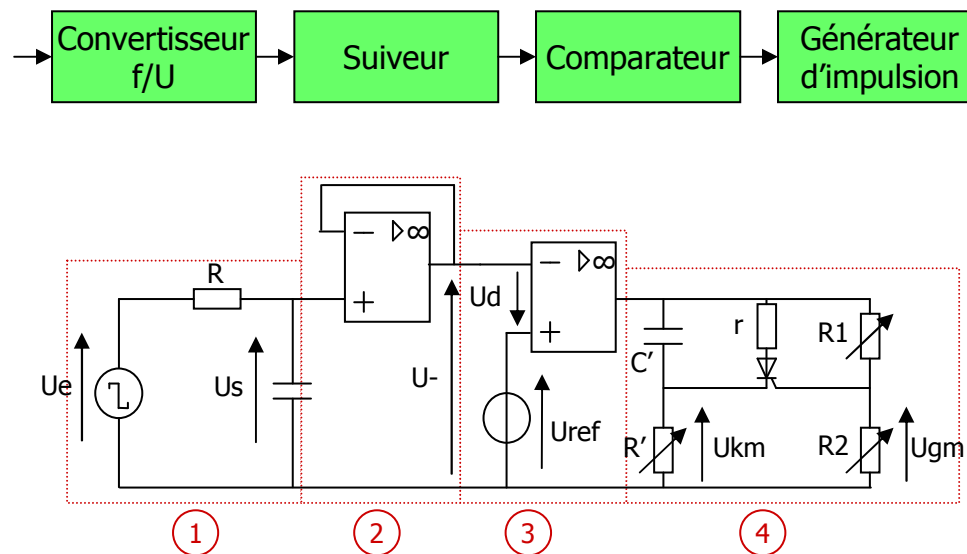 Convertisseur
f/U
Suiveur
Comparateur
Générateur
d’impulsion
R
Ue
Us
−
▷∞
+
U-
Ud
−
▷∞
+
Uref
C’
r
R1
R’
Ukm
R2
Ugm
1
2
3
4